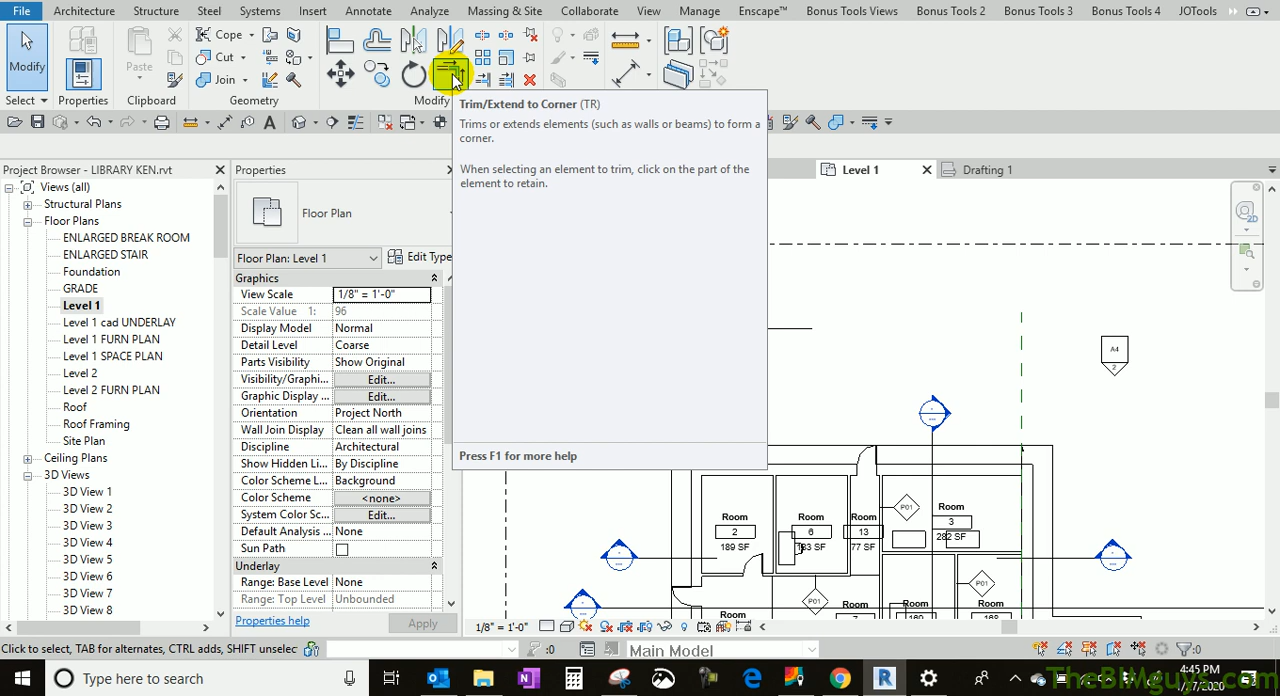 File Architecture Structure Steel Systems Insert Annotate Analyze Massing & Site Collaborate View Manage Enscape™ Bonus Tools Views Bonus Tools 2 Bonus Tools 3 Bonus Tools 4 JOTools
Modify
Paste
Cope
Cut
Join
Select Properties Clipboard Geometry Modify
Trim/Extend to Corner (TR)
Trims or extends elements (such as walls or beams) to form a corner.
When selecting an element to trim, click on the part of the element to retain.
Press F1 for more help
Project Browser - LIBRARY KEN.rvt
Views (all)
Structural Plans
Floor Plans
ENLARGED BREAK ROOM
ENLARGED STAIR
Foundation
GRADE
Level 1
Level 1 cad UNDERLAY
Level 1 FURN PLAN
Level 1 SPACE PLAN
Level 2
Level 2 FURN PLAN
Roof
Roof Framing
Site Plan
Ceiling Plans
3D Views
3D View 1
3D View 2
3D View 3
3D View 4
3D View 5
3D View 6
3D View 7
3D View 8
Properties
Floor Plan
Floor Plan: Level 1 Edit Type
Graphics
View Scale 1/8" = 1'-0"
Scale Value 1: 96
Display Model Normal
Detail Level Coarse
Parts Visibility Show Original
Visibility/Graphi... Edit...
Graphic Display ... Edit...
Orientation Project North
Wall Join Display Clean all wall joins
Discipline Architectural
Show Hidden Li... By Discipline
Color Scheme L... Background
Color Scheme <none>
System Color Sc... Edit...
Default Analysis ... None
Sun Path
Underlay
Range: Base Level None
Range: Top Level Unbounded
Properties help Apply
Level 1 Drafting 1
2D
A4
2
Room
2
189 SF
Room
6
Room
13
77 SF
P01
Room
3
282 SF
P01
P01
Room
Room
Room
Room
1/8" = 1'-0"
Click to select, TAB for alternates, CTRL adds, SHIFT unselec :0 Main Model :0
Type here to search
4:45 PM
TheBIMguys.com